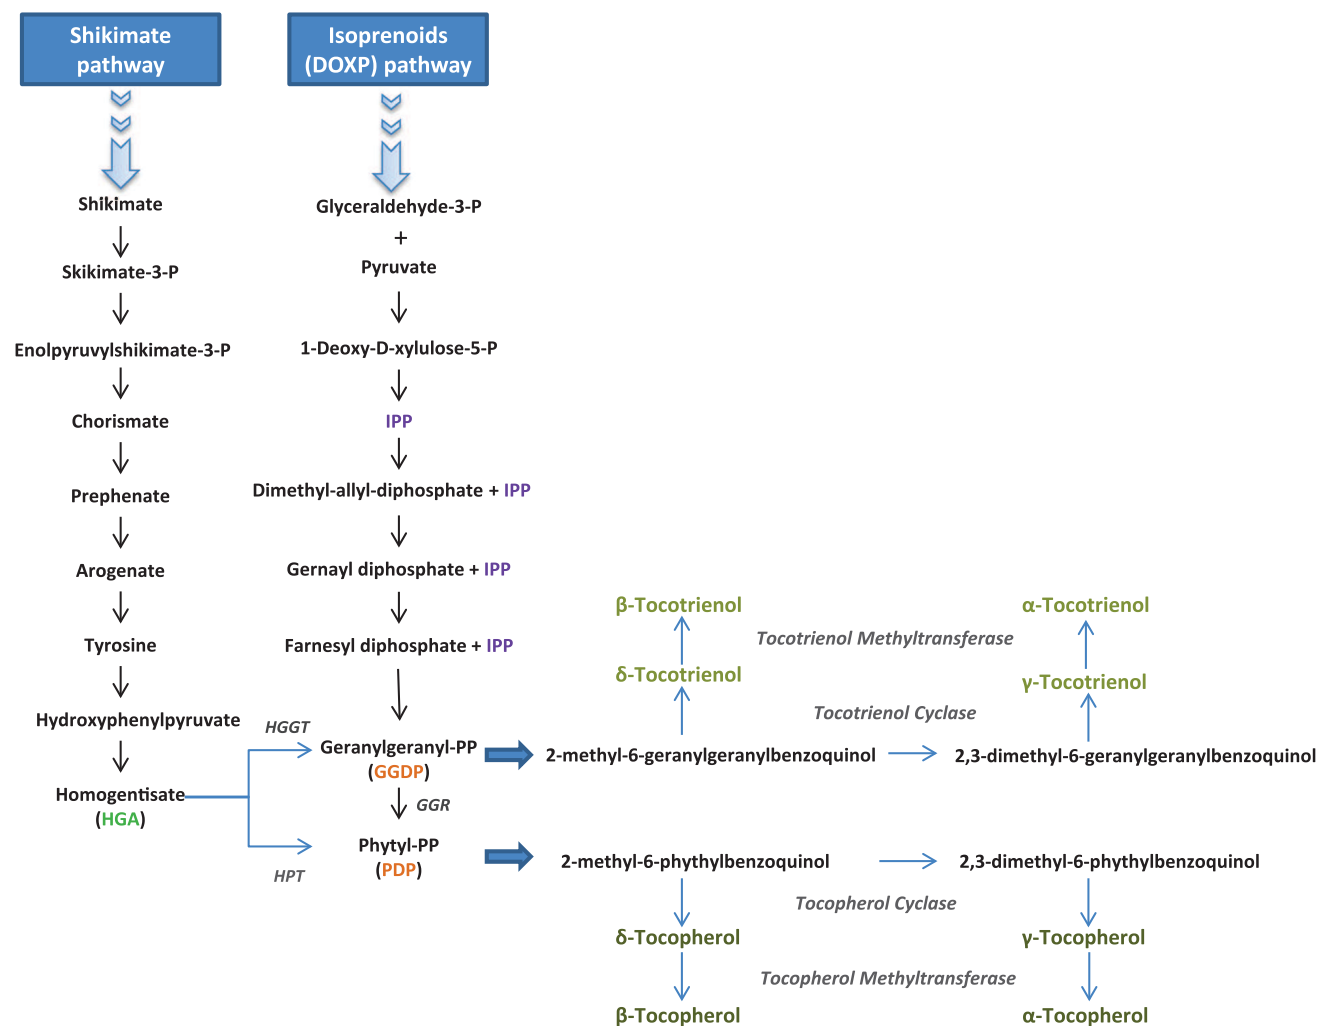 Shikimate
pathway
Isoprenoids
(DOXP) pathway
Shikimate
Skikimate-3-P
Enolpyruvylshikimate-3-P
Chorismate
Prephenate
Arogenate
Tyrosine
Hydroxyphenylpyruvate
Homogentisate
(HGA)
Glyceraldehyde-3-P
+
Pyruvate
1-Deoxy-D-xylulose-5-P
IPP
Dimethyl-allyl-diphosphate + IPP
Gernayl diphosphate + IPP
Farnesyl diphosphate + IPP
HGGT
Geranylgeranyl-PP
(GGDP)
GGR
HPT
Phytyl-PP
(PDP)
β-Tocotrienol
α-Tocotrienol
Tocotrienol Methyltransferase
δ-Tocotrienol
γ-Tocotrienol
Tocotrienol Cyclase
2-methyl-6-geranylgeranylbenzoquinol
2,3-dimethyl-6-geranylgeranylbenzoquinol
2-methyl-6-phythylbenzoquinol
2,3-dimethyl-6-phythylbenzoquinol
Tocopherol Cyclase
δ-Tocopherol
γ-Tocopherol
Tocopherol Methyltransferase
β-Tocopherol
α-Tocopherol